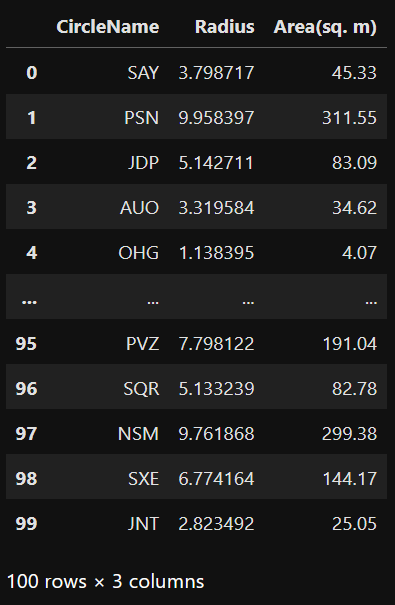 CircleName Radius Area(sq. m)
0 SAY 3.798717 45.33
1 PSN 9.958397 311.55
2 JDP 5.142711 83.09
3 AUO 3.319584 34.62
4 OHG 1.138395 4.07
... ... ... ...
95 PVZ 7.798122 191.04
96 SQR 5.133239 82.78
97 NSM 9.761868 299.38
98 SXE 6.774164 144.17
99 JNT 2.823492 25.05
100 rows × 3 columns